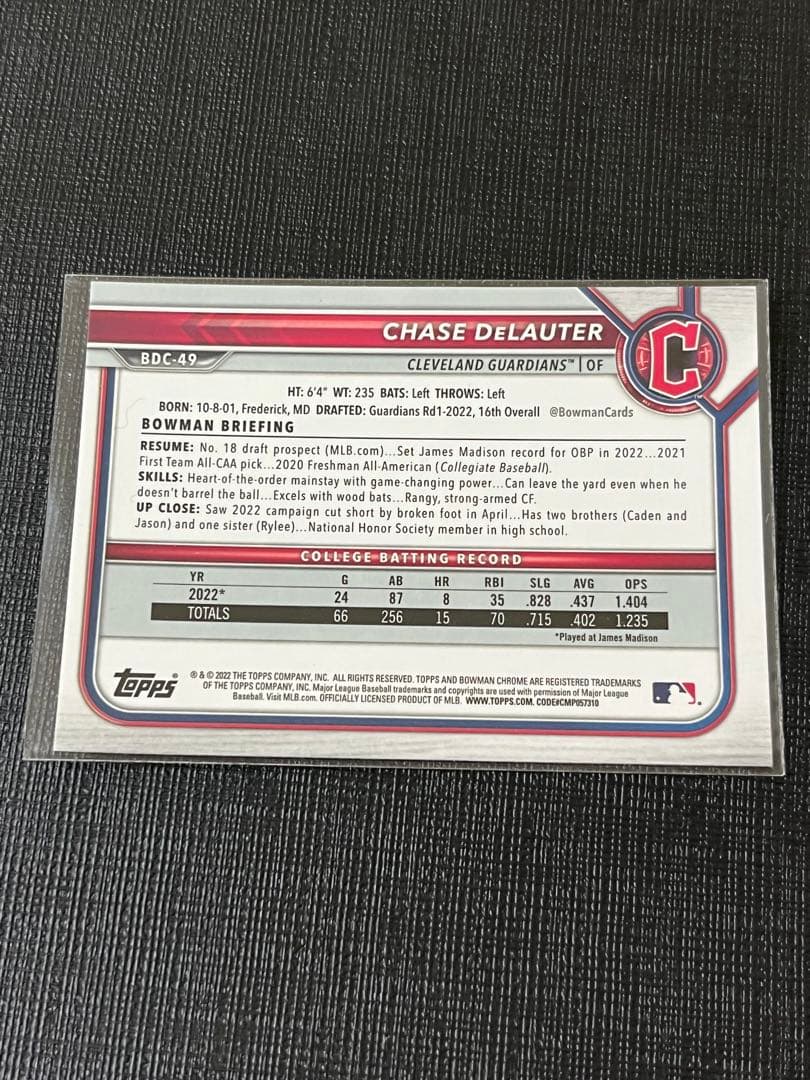 CHASE DeLAUTER
BDC-49
CLEVELAND GUARDIANS™ | OF
C
HT: 6'4" WT: 235 BATS: Left THROWS: Left
BORN: 10-8-01, Frederick, MD DRAFTED: Guardians Rd1-2022, 16th Overall @BowmanCards
BOWMAN BRIEFING
RESUME: No. 18 draft prospect (MLB.com)...Set James Madison record for OBP in 2022...2021
First Team All-CAA pick...2020 Freshman All-American (Collegiate Baseball).
SKILLS: Heart-of-the-order mainstay with game-changing power...Can leave the yard even when he
doesn't barrel the ball...Excels with wood bats...Rangy, strong-armed CF.
UP CLOSE: Saw 2022 campaign cut short by broken foot in April...Has two brothers (Caden and
Jason) and one sister (Rylee)...National Honor Society member in high school.
COLLEGE BATTING RECORD
YR G AB HR RBI SLG AVG OPS
2022* 24 87 8 35 .828 .437 1.404
TOTALS 66 256 15 70 .715 .402 1.235
*Played at James Madison
Topps®
® & © 2022 THE TOPPS COMPANY, INC. ALL RIGHTS RESERVED. TOPPS AND BOWMAN CHROME ARE REGISTERED TRADEMARKS
OF THE TOPPS COMPANY, INC. Major League Baseball trademarks and copyrights are used with permission of Major League
Baseball. Visit MLB.com. OFFICIALLY LICENSED PRODUCT OF MLB. WWW.TOPPS.COM. CODE#CMP057310